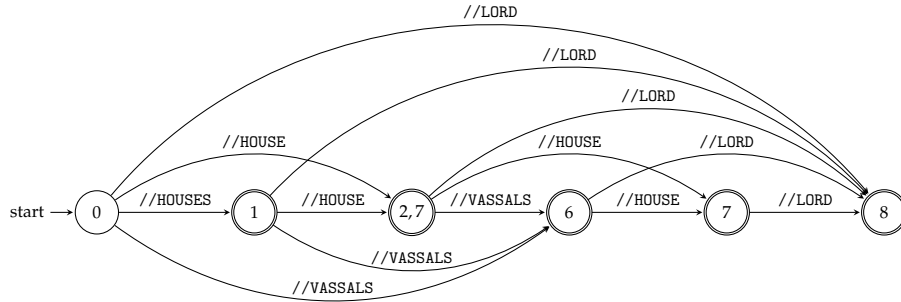 //LORD
//LORD
//LORD
//HOUSE //HOUSE //LORD
start 0 //HOUSES 1 //HOUSE 2,7 //VASSALS 6 //HOUSE 7 //LORD 8
//VASSALS
//VASSALS